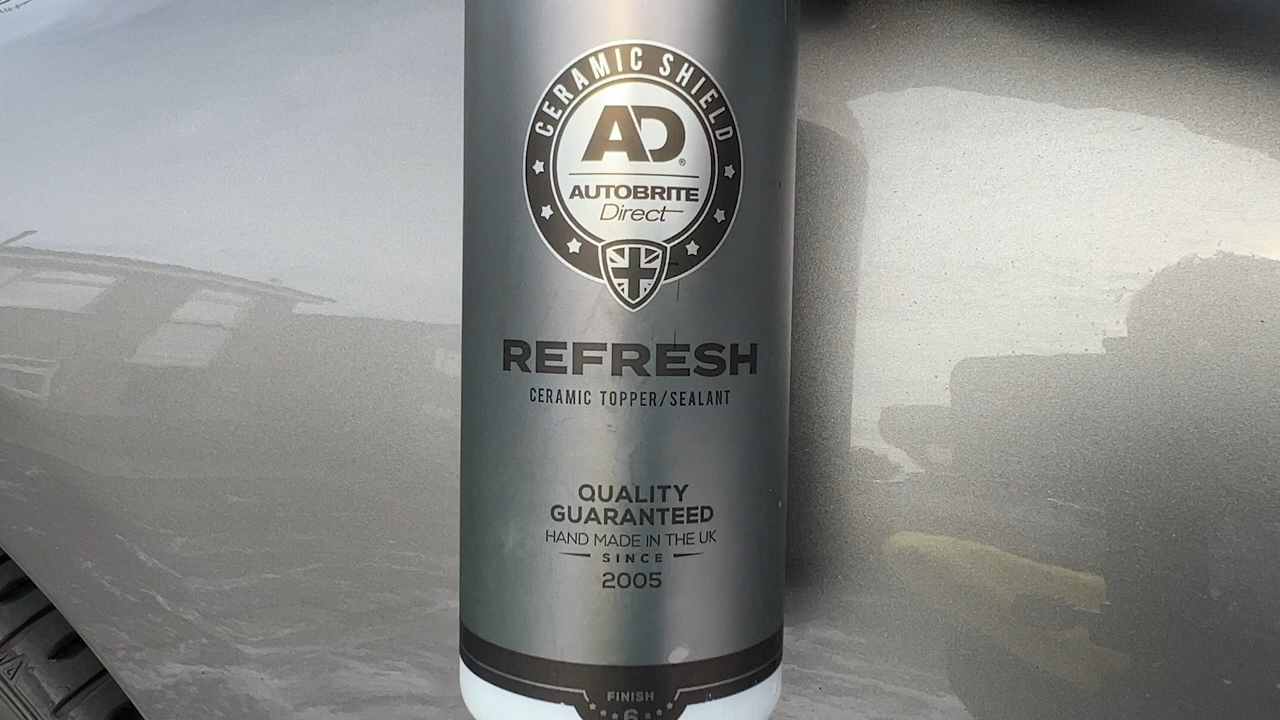 CERAMIC SHIELD
AD®
AUTOBRITE
Direct
REFRESH
CERAMIC TOPPER/SEALANT
QUALITY
GUARANTEED
HAND MADE IN THE UK
SINCE
2005
FINISH
6